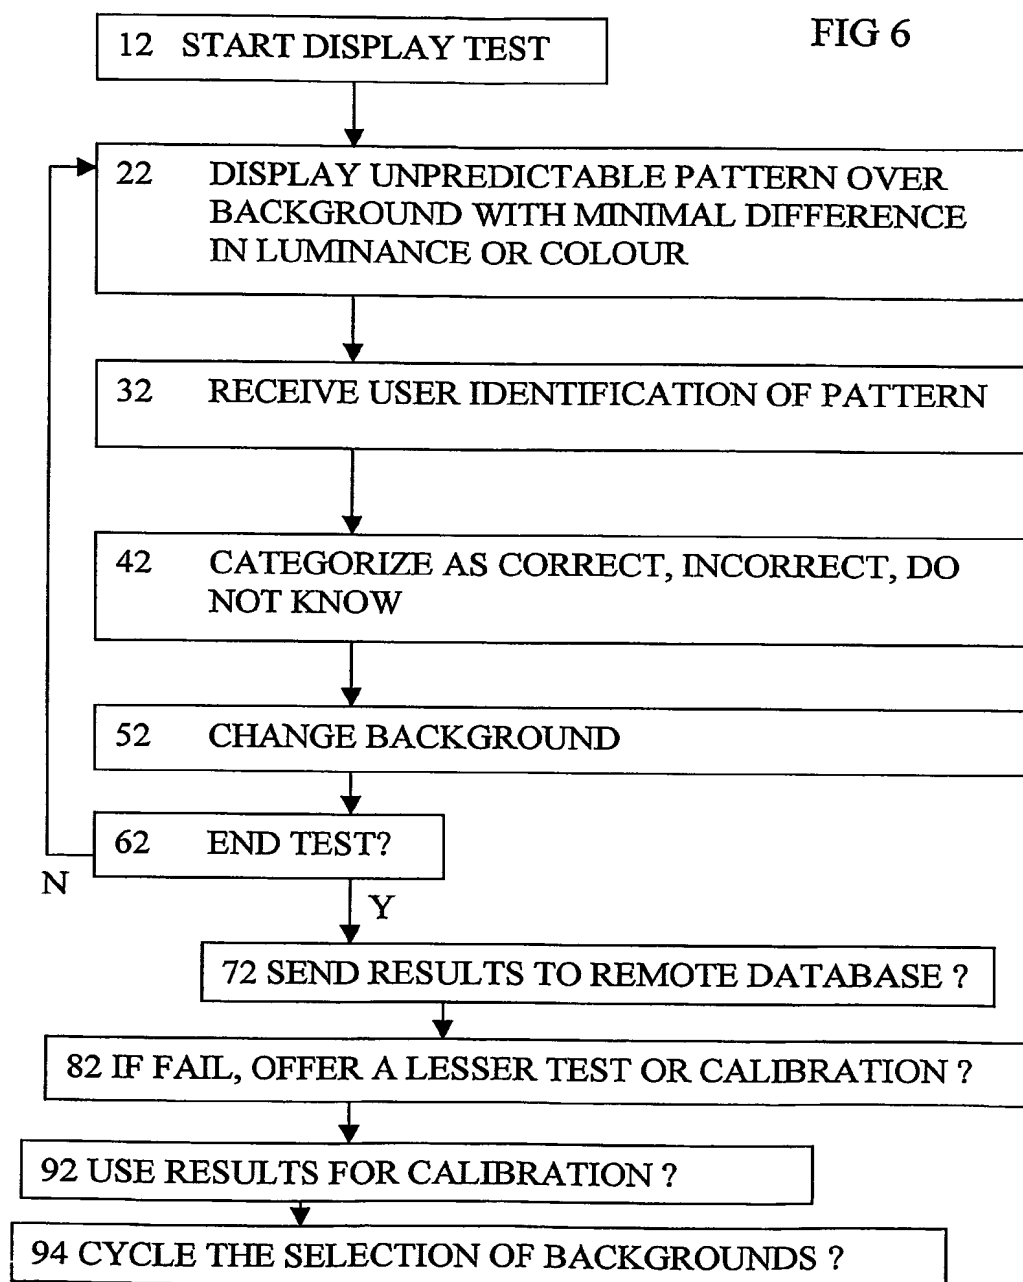 FIG 6
12 START DISPLAY TEST
22 DISPLAY UNPREDICTABLE PATTERN OVER
BACKGROUND WITH MINIMAL DIFFERENCE
IN LUMINANCE OR COLOUR
32 RECEIVE USER IDENTIFICATION OF PATTERN
42 CATEGORIZE AS CORRECT, INCORRECT, DO
NOT KNOW
52 CHANGE BACKGROUND
62 END TEST?
N
Y
72 SEND RESULTS TO REMOTE DATABASE ?
82 IF FAIL, OFFER A LESSER TEST OR CALIBRATION ?
92 USE RESULTS FOR CALIBRATION ?
94 CYCLE THE SELECTION OF BACKGROUNDS ?